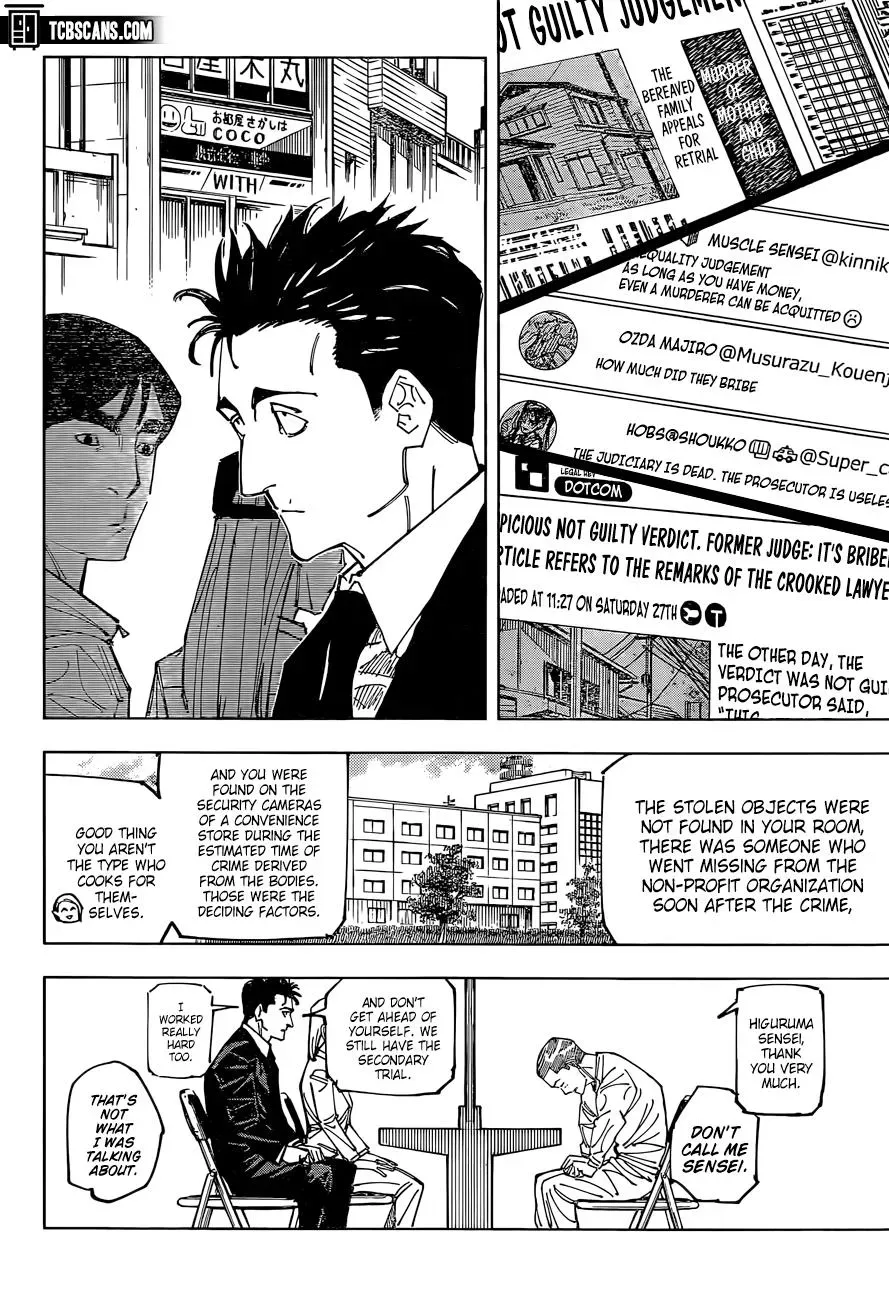 TCBSCANS.COM
OT GUILTY JUDGEMEN
THE
BEREAVED
FAMILY
APPEALS
FOR
RETRIAL
MURDER
OF
MOTHER
AND
CHILD
お部屋さがしは
COCO
WITH
MUSCLE SENSEI @kinnik
EQUALITY JUDGEMENT
AS LONG AS YOU HAVE MONEY,
EVEN A MURDERER CAN BE ACQUITTED
OZDA MAJIRO @Musurazu_Kouenj
HOW MUCH DID THEY BRIBE
HOBS@SHOUKKO @Super_c
THE JUDICIARY IS DEAD. THE PROSECUTOR IS USELES
LEGAL KEY
DOTCOM
PICIOUS NOT GUILTY VERDICT. FORMER JUDGE: IT'S BRIBE
RTICLE REFERS TO THE REMARKS OF THE CROOKED LAWYE
ADED AT 11:27 ON SATURDAY 27TH
THE OTHER DAY, THE
VERDICT WAS NOT GUI
PROSECUTOR SAID,
"THIS
THE STOLEN OBJECTS WERE
NOT FOUND IN YOUR ROOM,
THERE WAS SOMEONE WHO
WENT MISSING FROM THE
NON-PROFIT ORGANIZATION
SOON AFTER THE CRIME,
AND YOU WERE
FOUND ON THE
SECURITY CAMERAS
OF A CONVENIENCE
STORE DURING THE
ESTIMATED TIME OF
CRIME DERIVED
FROM THE BODIES.
THOSE WERE THE
DECIDING FACTORS.
GOOD THING
YOU AREN'T
THE TYPE WHO
COOKS FOR
THEM-
SELVES.
HIGURUMA
SENSEI,
THANK
YOU VERY
MUCH.
DON'T
CALL ME
SENSEI.
AND DON'T
GET AHEAD OF
YOURSELF. WE
STILL HAVE THE
SECONDARY
TRIAL.
I
WORKED
REALLY
HARD
TOO.
THAT'S
NOT
WHAT
I WAS
TALKING
ABOUT.